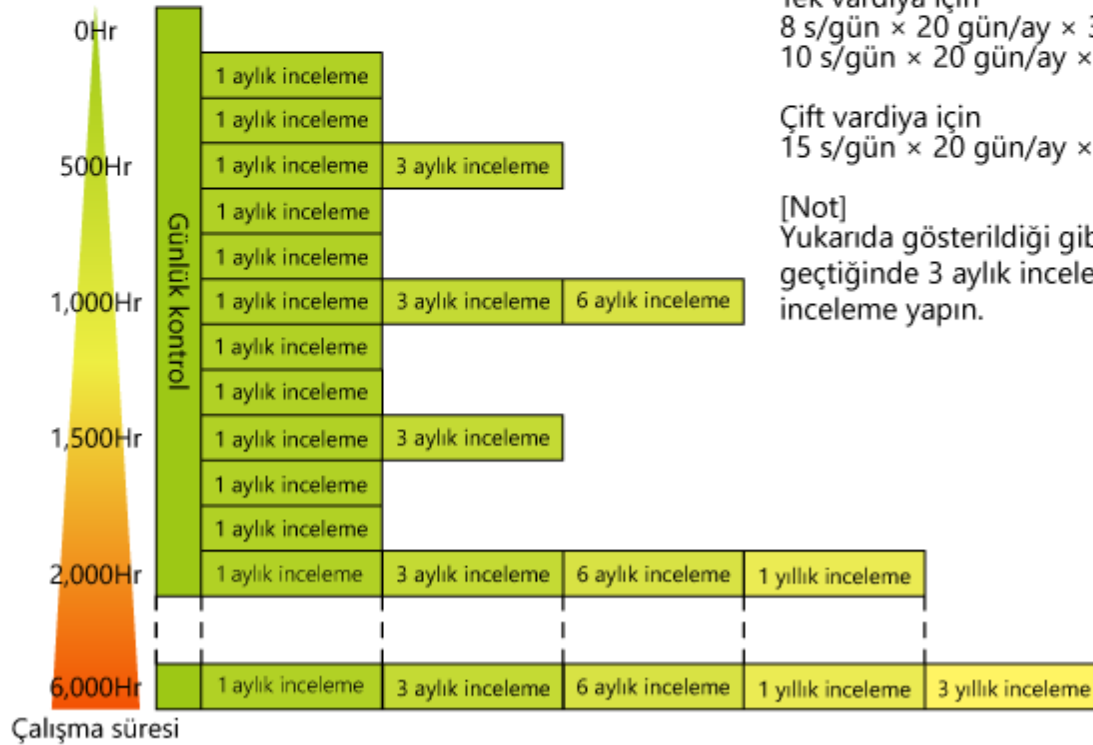 Tek vardiya için
8 s/gün × 20 gün/ay ×
10 s/gün × 20 gün/ay ×
Çift vardiya için
15 s/gün × 20 gün/ay ×
[Not]
Yukarıda gösterildiği
geçtiğinde 3 aylık
inceleme yapın.
0Hr
Günlük kontrol
1 aylık inceleme
1 aylık inceleme
500Hr 1 aylık inceleme 3 aylık inceleme
1 aylık inceleme
1 aylık inceleme
1,000Hr 1 aylık inceleme 3 aylık inceleme 6 aylık inceleme
1 aylık inceleme
1 aylık inceleme
1,500Hr 1 aylık inceleme 3 aylık inceleme
1 aylık inceleme
1 aylık inceleme
2,000Hr 1 aylık inceleme 3 aylık inceleme 6 aylık inceleme 1 yıllık inceleme
6,000Hr 1 aylık inceleme 3 aylık inceleme 6 aylık inceleme 1 yıllık inceleme 3 yıllık inceleme
Çalışma süresi